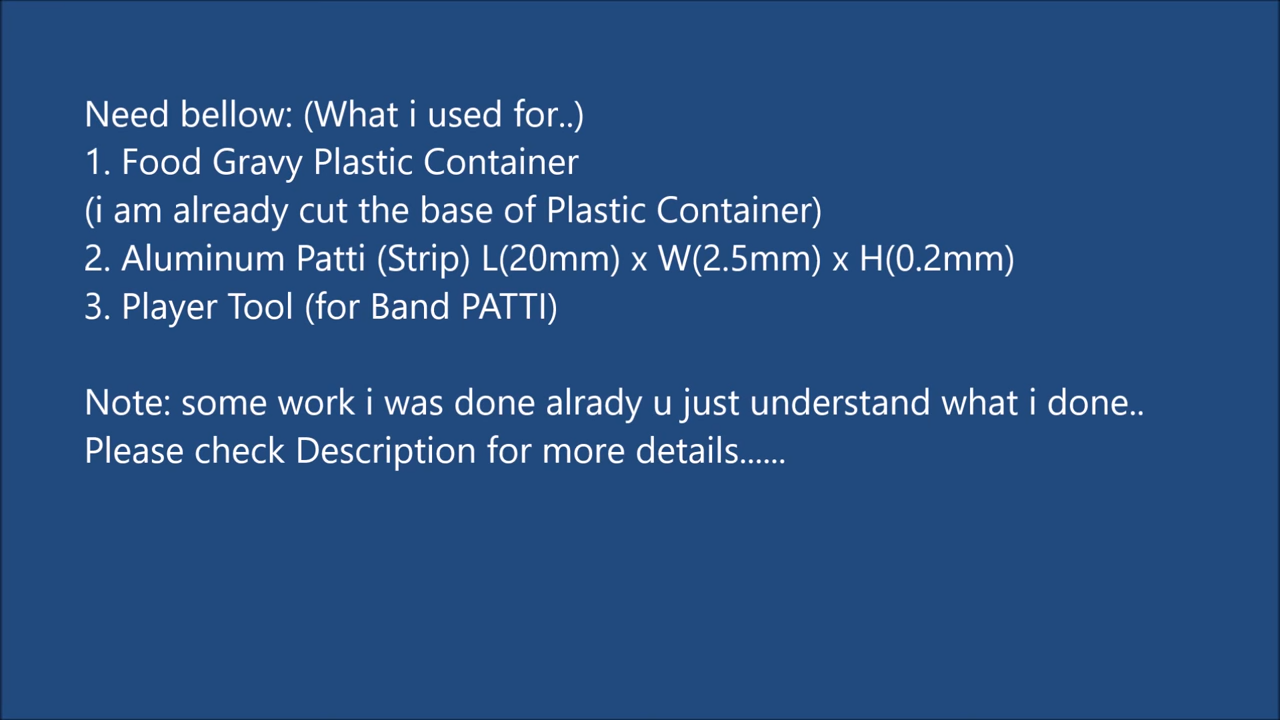 Need bellow: (What i used for..)
1. Food Gravy Plastic Container
(i am already cut the base of Plastic Container)
2. Aluminum Patti (Strip) L(20mm) x W(2.5mm) x H(0.2mm)
3. Player Tool (for Band PATTI)
Note: some work i was done alrady u just understand what i done..
Please check Description for more details......